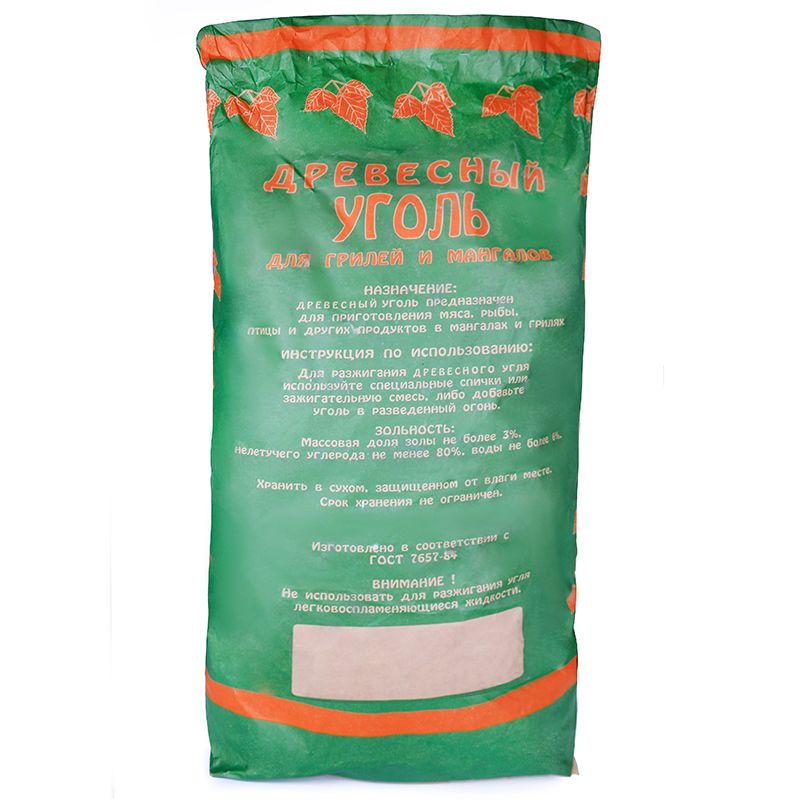 ДРЕВЕСНЫЙ
УГОЛЬ
ДЛЯ ГРИЛЕЙ И МАНГАЛОВ
НАЗНАЧЕНИЕ:
ДРЕВЕСНЫЙ УГОЛЬ ПРЕДНАЗНАЧЕН
ДЛЯ ПРИГОТОВЛЕНИЯ МЯСА, РЫБЫ,
ПТИЦЫ И ДРУГИХ ПРОДУКТОВ В МАНГАЛАХ И ГРИЛЯХ
ИНСТРУКЦИЯ ПО ИСПОЛЬЗОВАНИЮ:
Для разжигания ДРЕВЕСНОГО УГЛЯ
используйте специальные спички или
зажигательную смесь, либо добавьте
уголь в разведенный огонь.
ЗОЛЬНОСТЬ:
Массовая доля золы не более 3%,
нелетучего углерода не менее 80%, воды не более 6%.
Хранить в сухом, защищенном от влаги месте.
Срок хранения не ограничен.
Изготовлено в соответствии с
ГОСТ 7657-84
ВНИМАНИЕ !
Не использовать для разжигания угля
легковоспламеняющиеся жидкости.